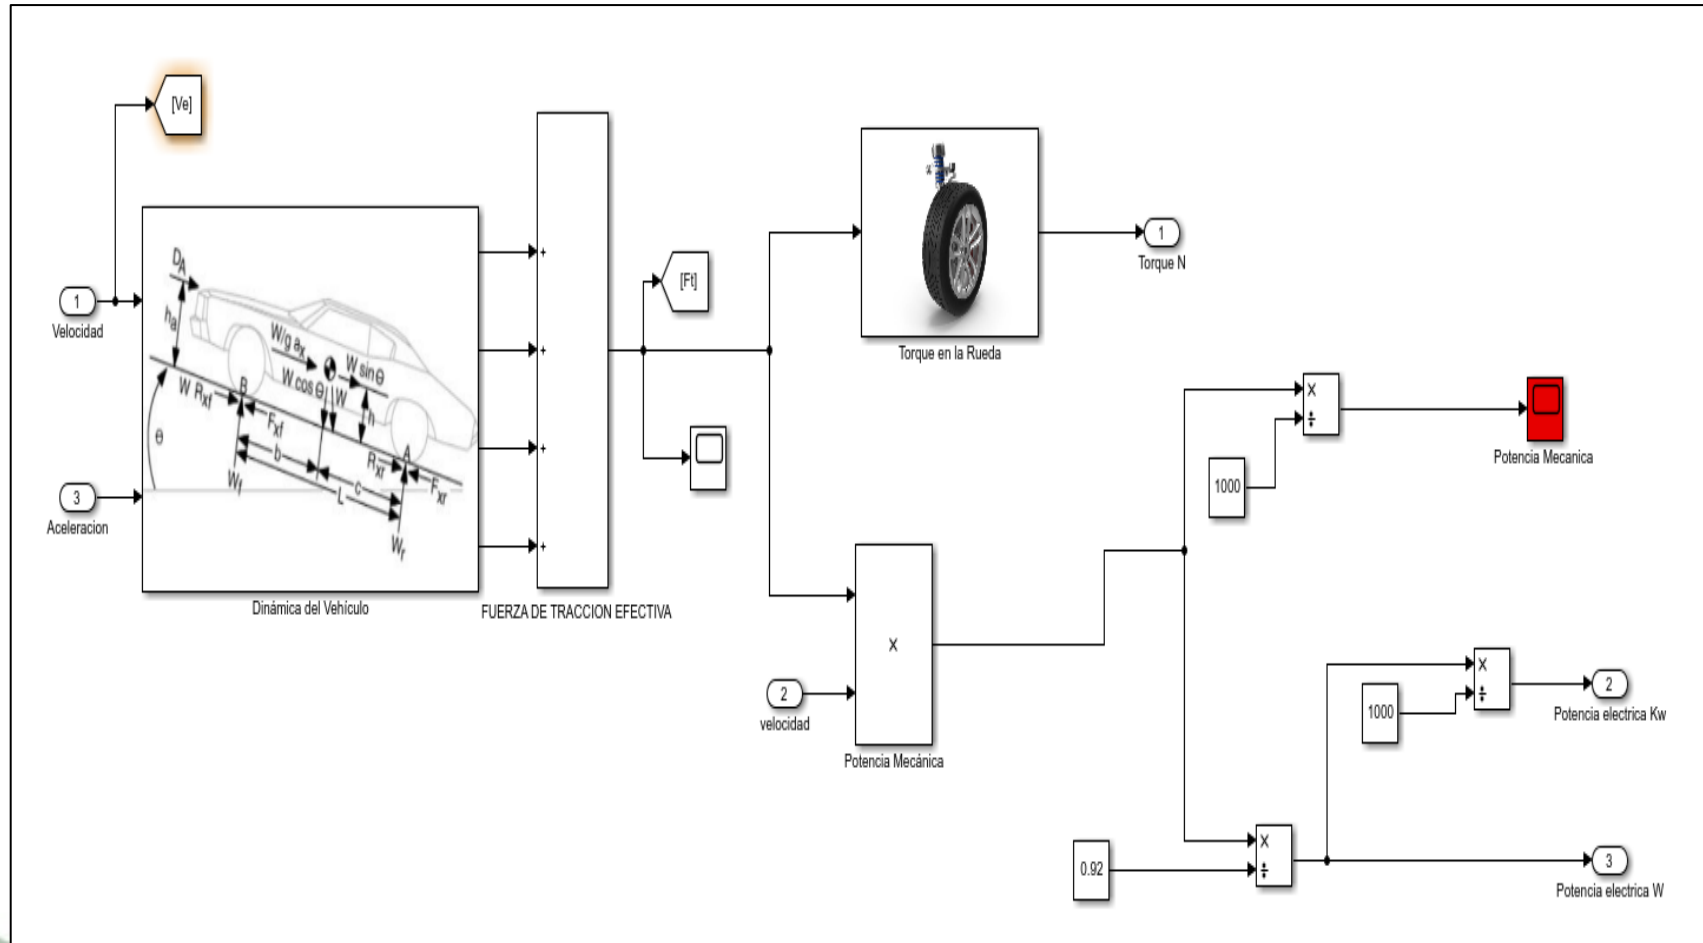 [Ve]
1
Velocidad
3
Aceleracion
D_A
h_a
W/g a_x
W sinθ
W cos θ
W
h
B
W R_xf
F_xf
θ
b
c
L
R_xr
A
F_xr
W_f
W_r
Dinámica del Vehiculo
+
+
+
+
FUERZA DE TRACCION EFECTIVA
[Ft]
Torque en la Rueda
1
Torque N
×
÷
1000
Potencia Mecanica
×
2
velocidad
Potencia Mecánica
×
÷
1000
2
Potencia electrica Kw
0.92
×
÷
3
Potencia electrica W